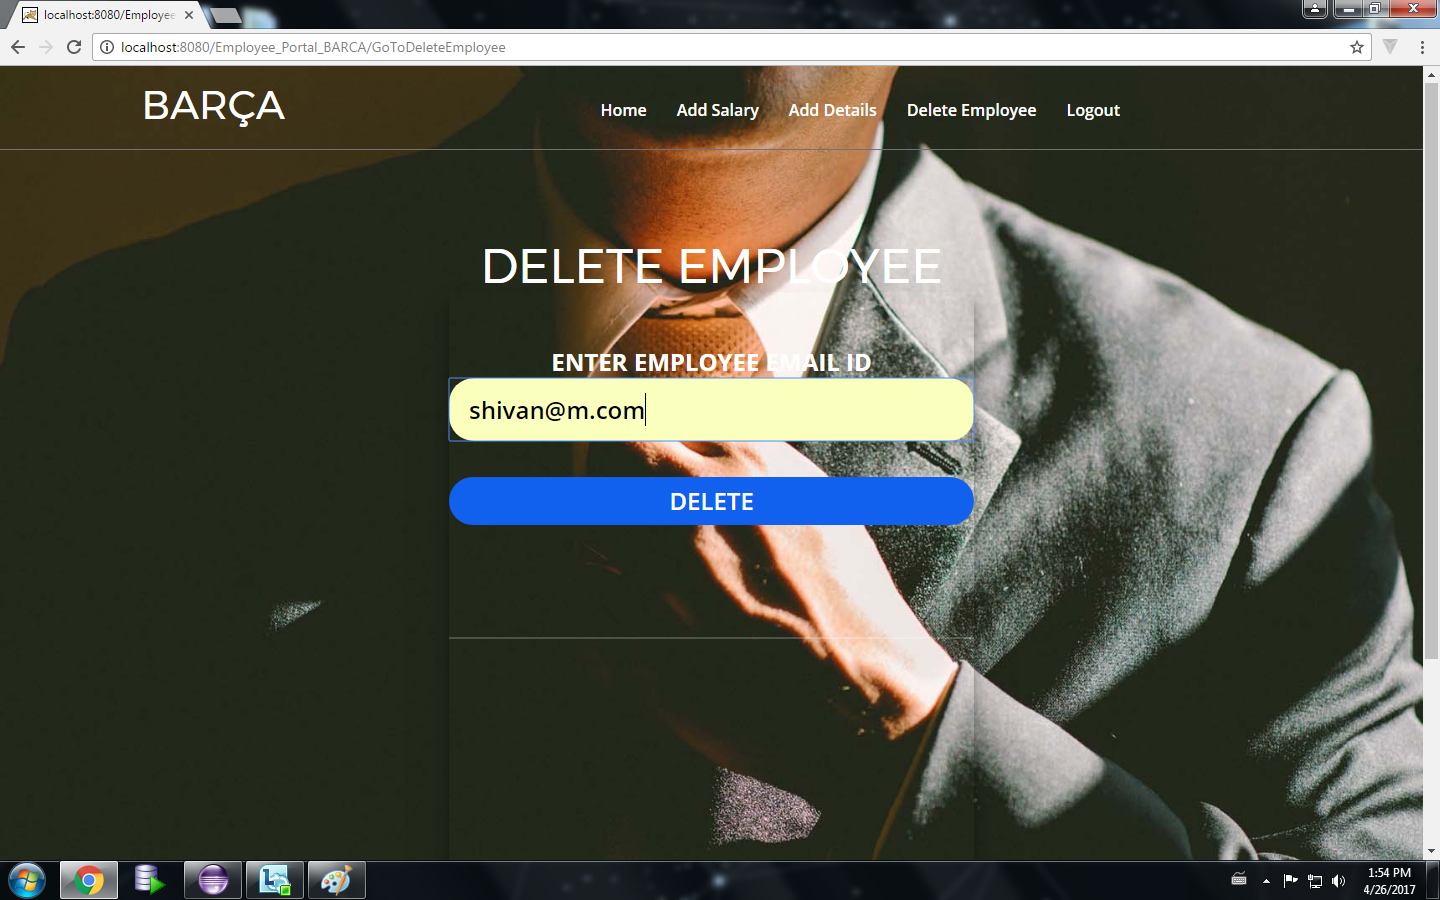 localhost:8080/Employee
localhost:8080/Employee_Portal_BARCA/GoToDeleteEmployee
BARÇA
Home Add Salary Add Details Delete Employee Logout
DELETE EMPLOYEE
ENTER EMPLOYEE EMAIL ID
shivan@m.com
DELETE
1:54 PM
4/26/2017